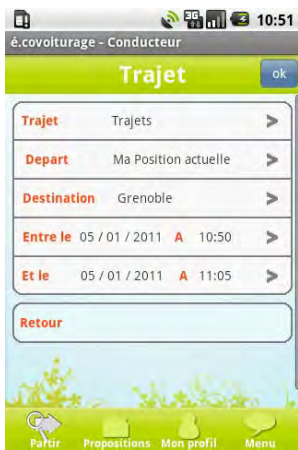 3G 10:51
é.covoiturage - Conducteur
Trajet ok
Trajet Trajets >
Depart Ma Position actuelle >
Destination Grenoble >
Entre le 05 / 01 / 2011 A 10:50 >
Et le 05 / 01 / 2011 A 11:05 >
Retour
Partir Propositions Mon profil Menu